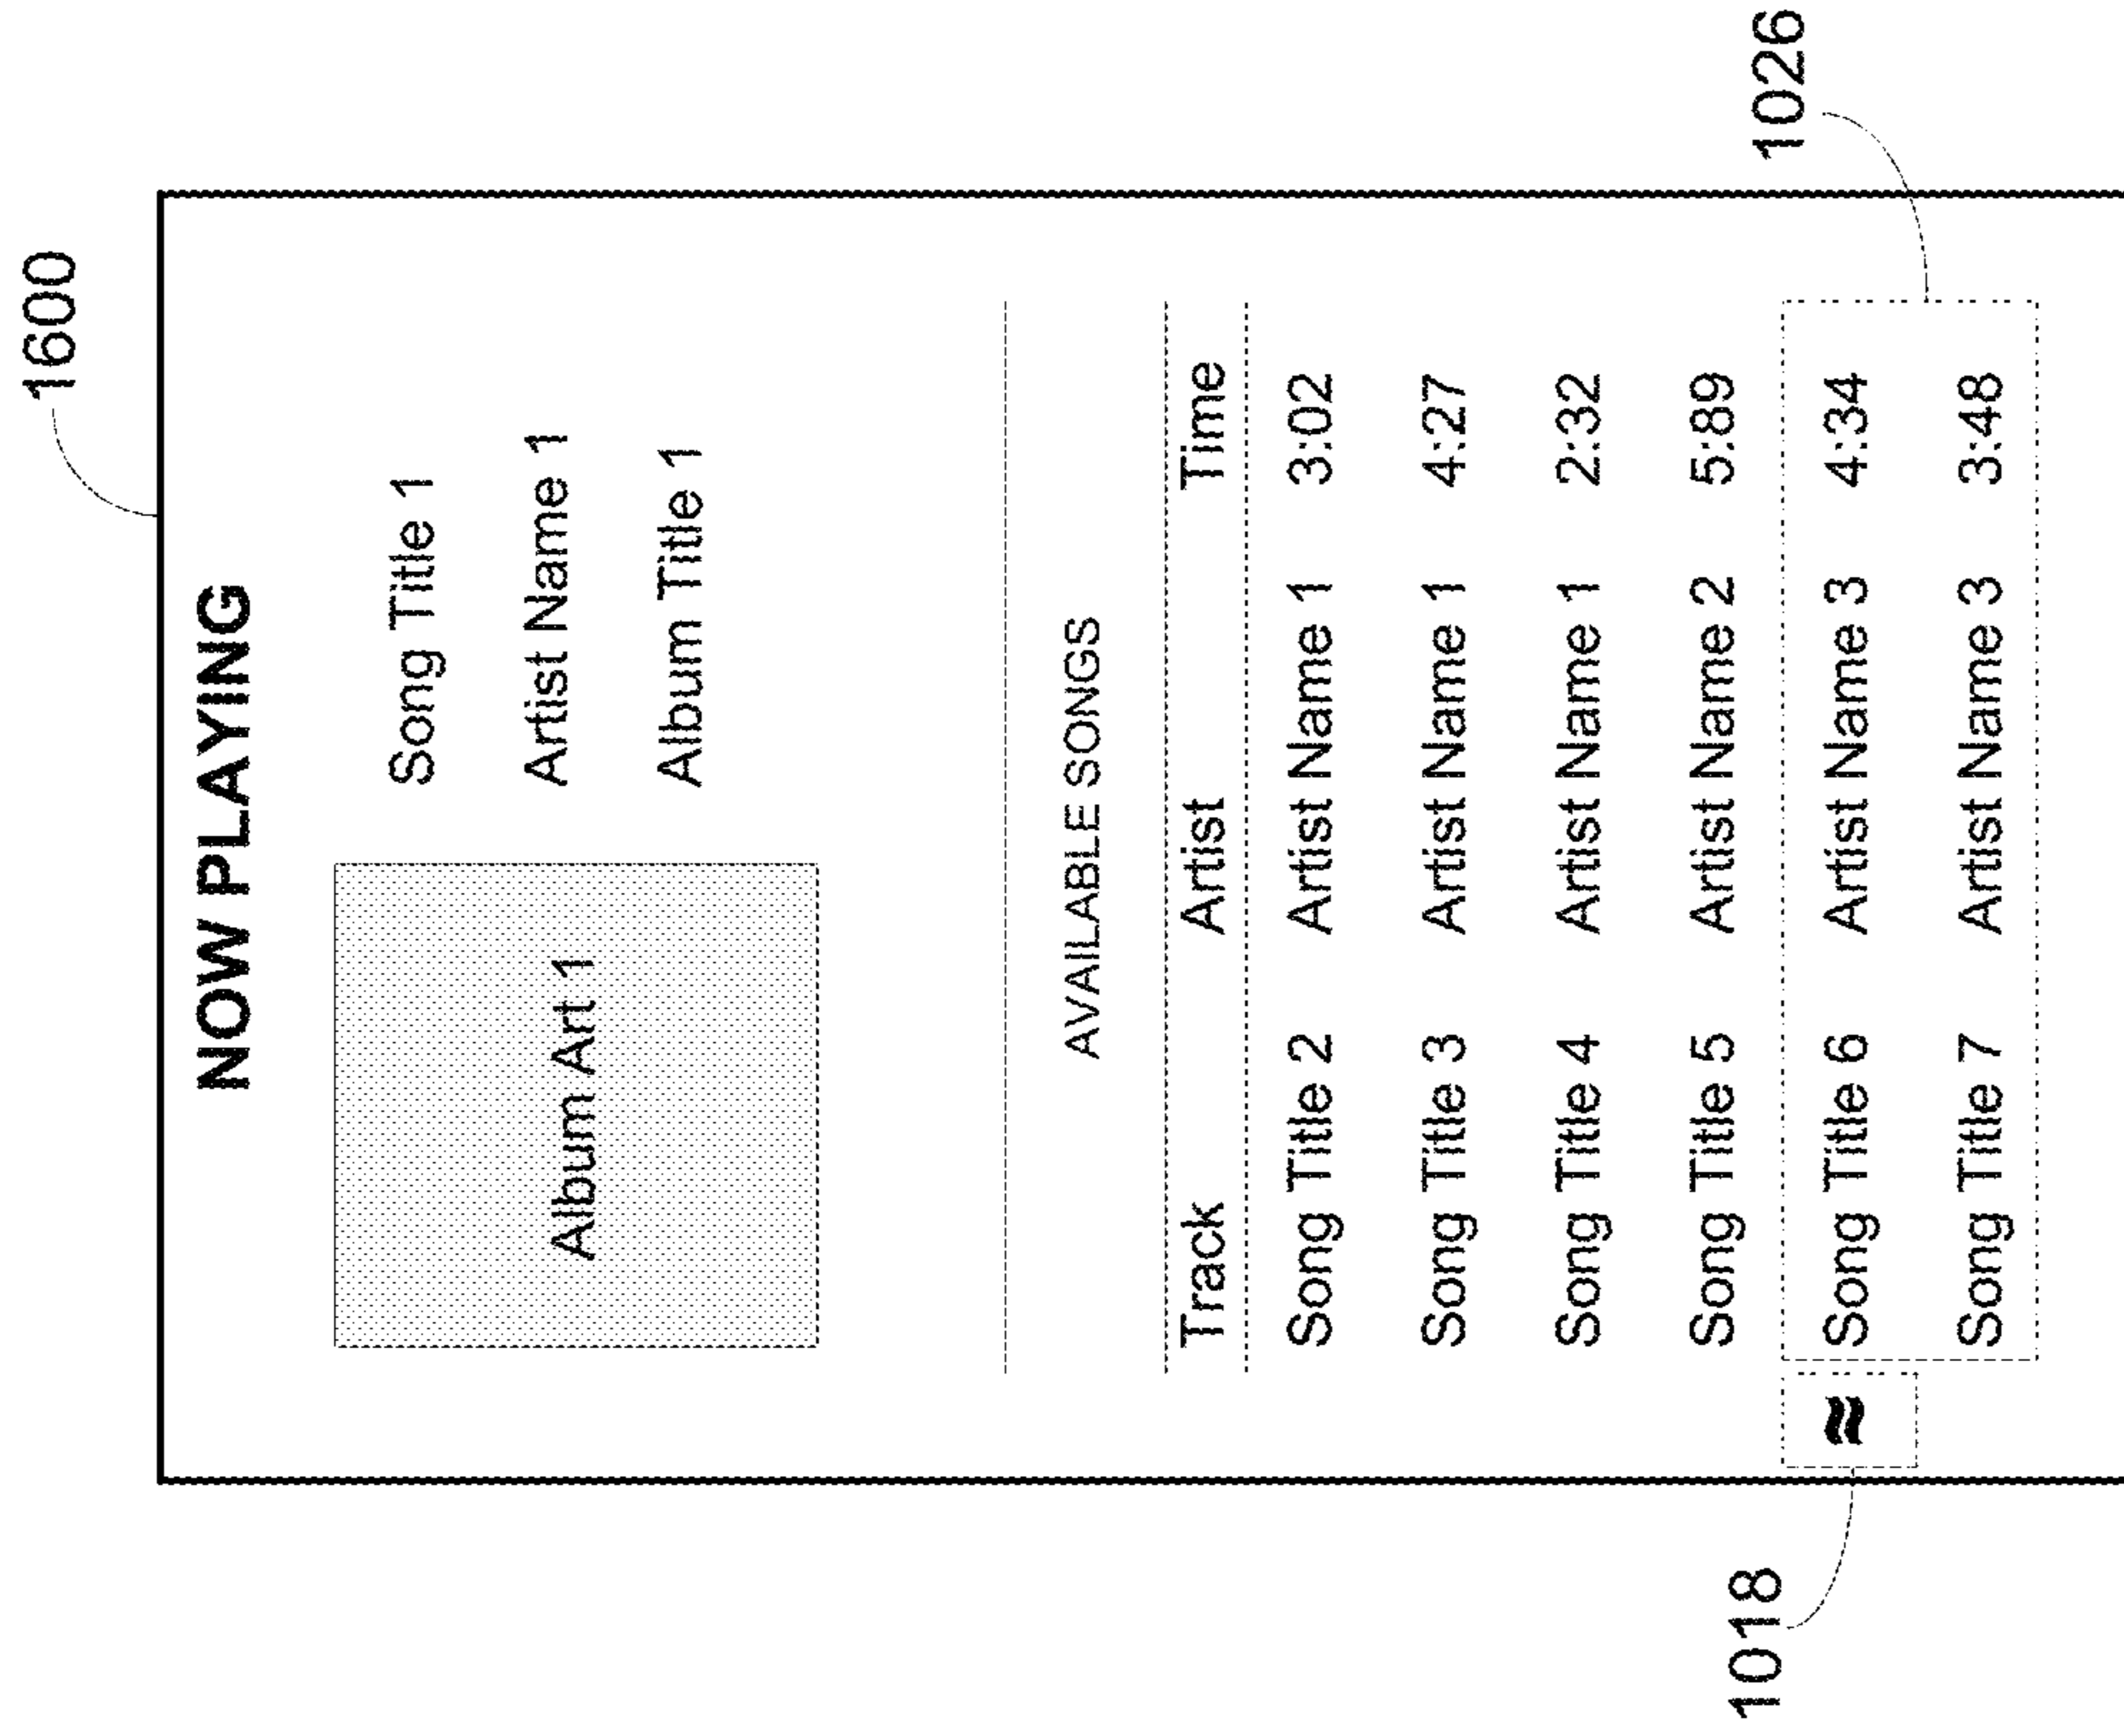 1600
NOW PLAYING
Album Art 1
Song Title 1
Artist Name 1
Album Title 1
AVAILABLE SONGS
Track Artist Time
Song Title 2 Artist Name 1 3:02
Song Title 3 Artist Name 1 4:27
Song Title 4 Artist Name 1 2:32
Song Title 5 Artist Name 2 5:89
≈ Song Title 6 Artist Name 3 4:34
Song Title 7 Artist Name 3 3:48
1018
1026